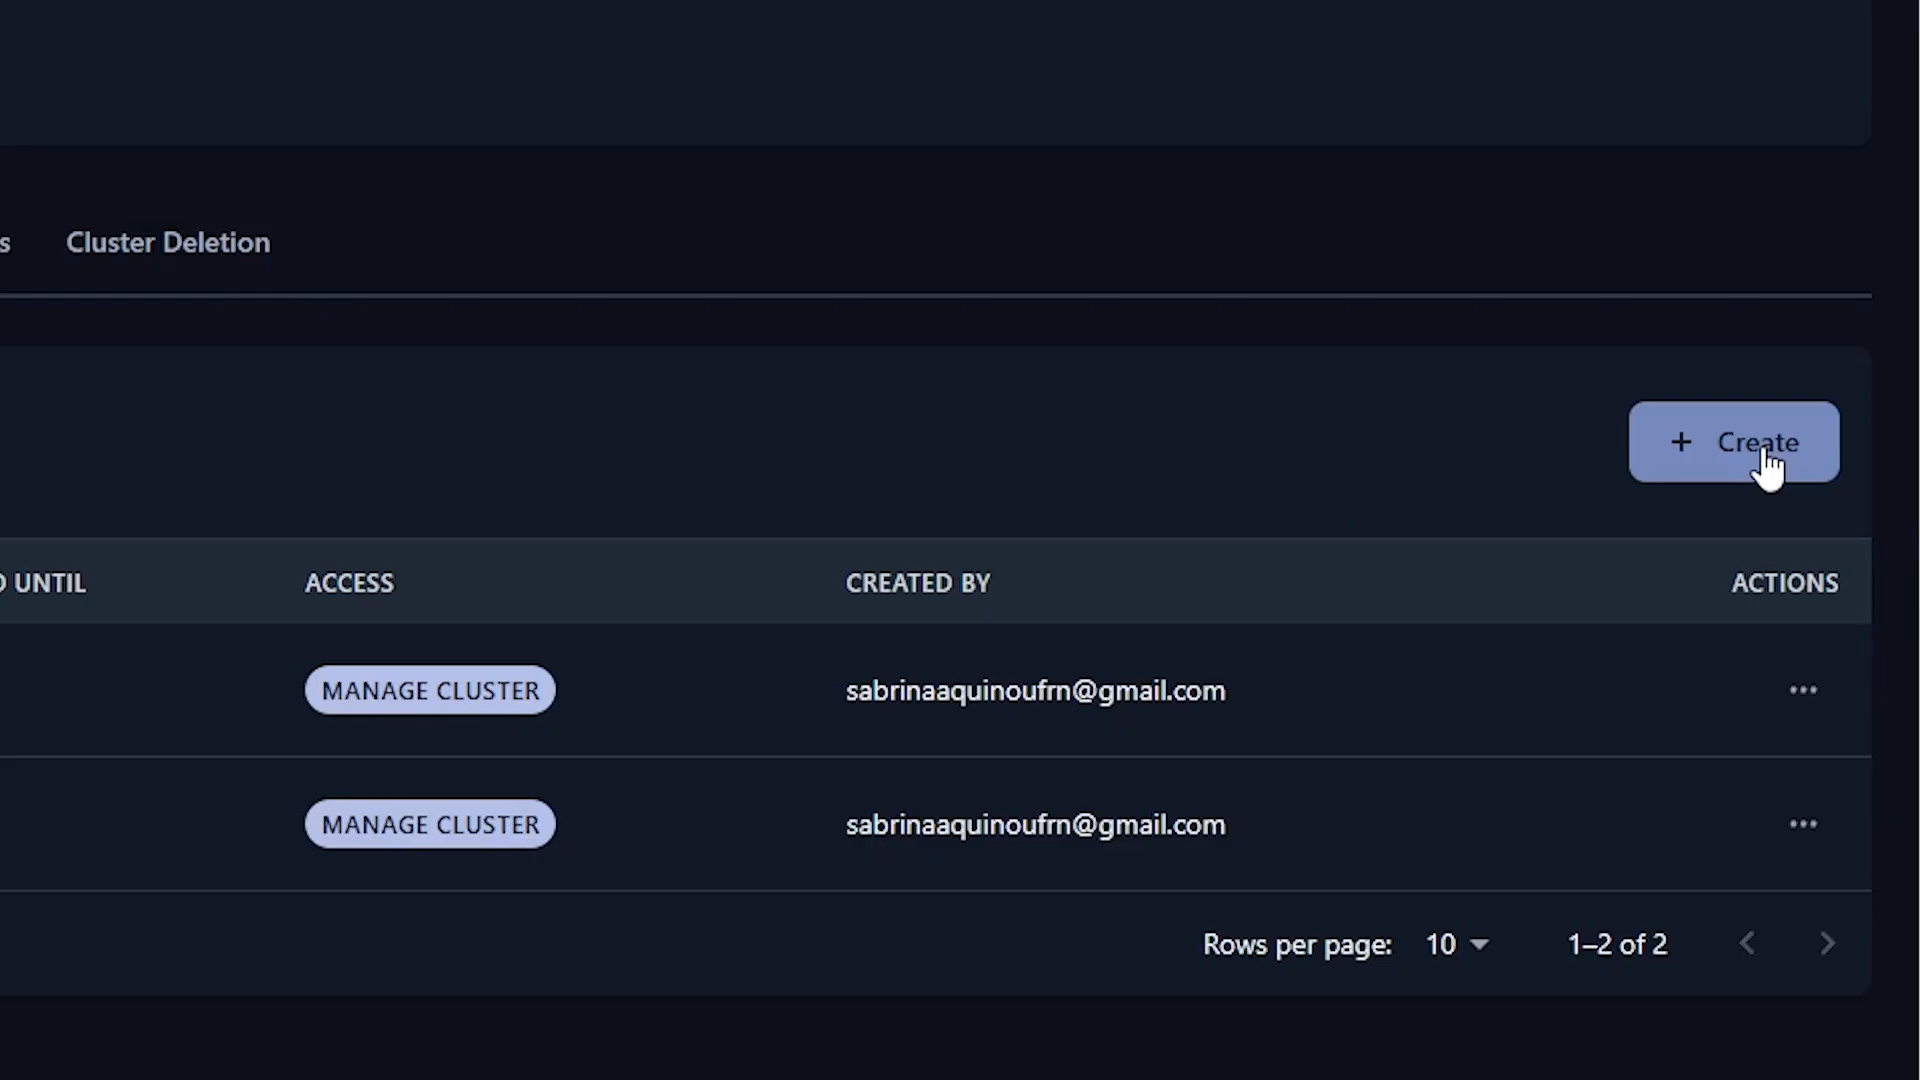 s Cluster Deletion
+ Create
UNTIL ACCESS CREATED BY ACTIONS
MANAGE CLUSTER sabrinaaquinoufrn@gmail.com
MANAGE CLUSTER sabrinaaquinoufrn@gmail.com
Rows per page: 10 1–2 of 2